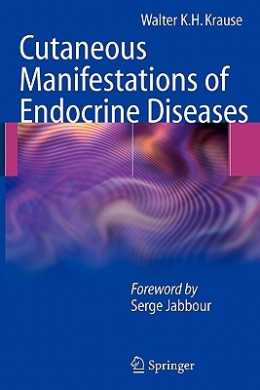 Walter K.H. Krause
Cutaneous
Manifestations of
Endocrine Diseases
Foreword by
Serge Jabbour
Springer